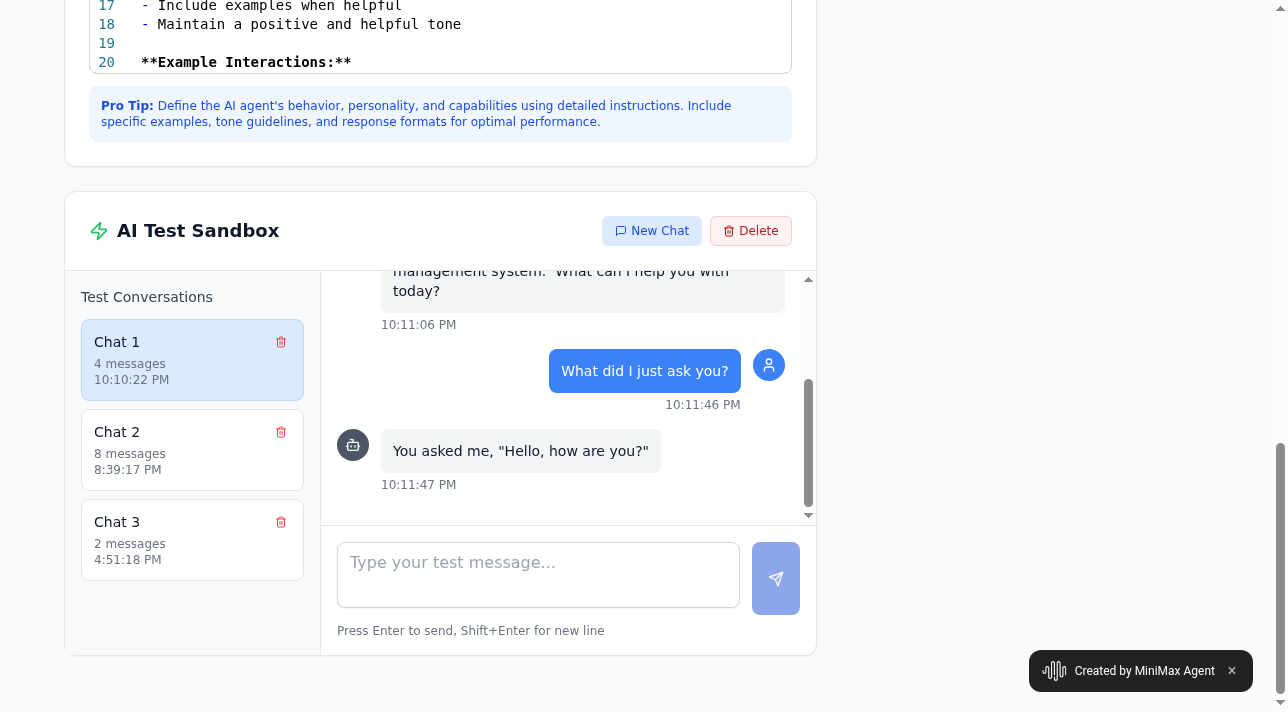 17 - Include examples when helpful
18 - Maintain a positive and helpful tone
19
20 **Example Interactions:**
Pro Tip: Define the AI agent's behavior, personality, and capabilities using detailed instructions. Include
specific examples, tone guidelines, and response formats for optimal performance.
AI Test Sandbox
New Chat
Delete
Test Conversations
Chat 1
4 messages
10:10:22 PM
Chat 2
8 messages
8:39:17 PM
Chat 3
2 messages
4:51:18 PM
management system. What can I help you with
today?
10:11:06 PM
What did I just ask you?
10:11:46 PM
You asked me, "Hello, how are you?"
10:11:47 PM
Type your test message...
Press Enter to send, Shift+Enter for new line
Created by MiniMax Agent ×